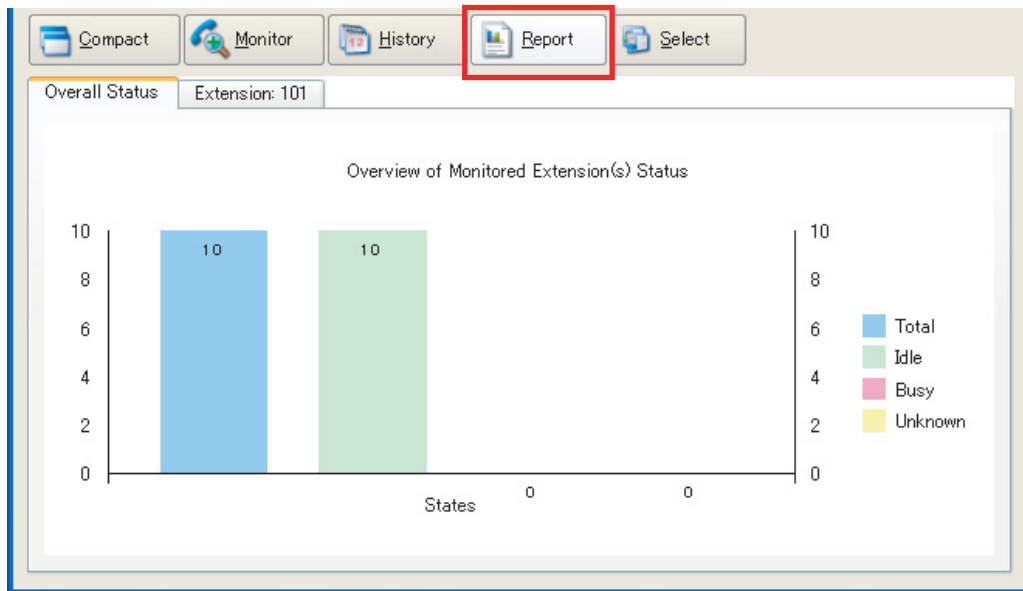 Compact Monitor History Report Select
Overall Status Extension: 101
Overview of Monitored Extension(s) Status
10 10
10 10
8 8
6 6
4 4
2 2
0 0
0 0
States
Total
Idle
Busy
Unknown
12